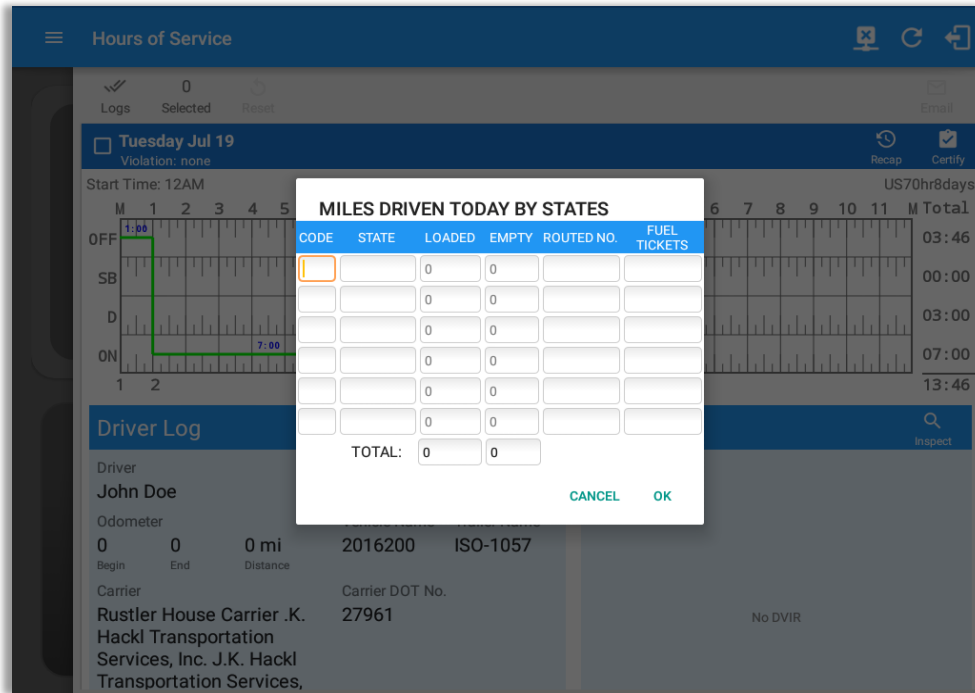 Hours of Service
Logs
0
Selected
Reset
Email
Tuesday Jul 19
Violation: none
Recap
Certify
Start Time: 12AM
US70hr8days
M 1 2 3 4 5 6 7 8 9 10 11 M Total
OFF 1:00 03:46
SB 00:00
D 03:00
ON 7:00 07:00
1 2 13:46
MILES DRIVEN TODAY BY STATES
CODE STATE LOADED EMPTY ROUTED NO. FUEL TICKETS
0 0
0 0
0 0
0 0
0 0
0 0
TOTAL: 0 0
CANCEL OK
Driver Log
Inspect
Driver
John Doe
Odometer
0 0 0 mi
Begin End Distance
2016200 ISO-1057
Carrier
Rustler House Carrier .K.
Hackl Transportation
Services, Inc. J.K. Hackl
Transportation Services,
Carrier DOT No.
27961
No DVIR